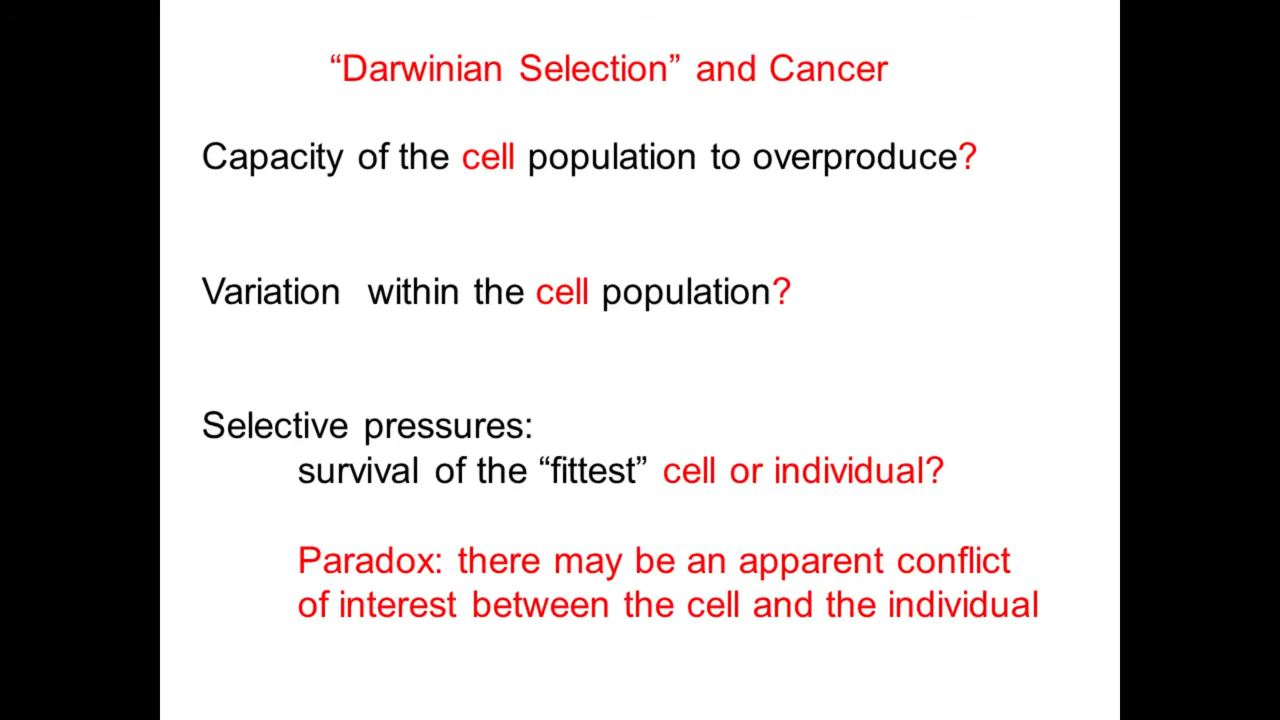 “Darwinian Selection” and Cancer
Capacity of the cell population to overproduce?
Variation within the cell population?
Selective pressures:
survival of the “fittest” cell or individual?
Paradox: there may be an apparent conflict
of interest between the cell and the individual